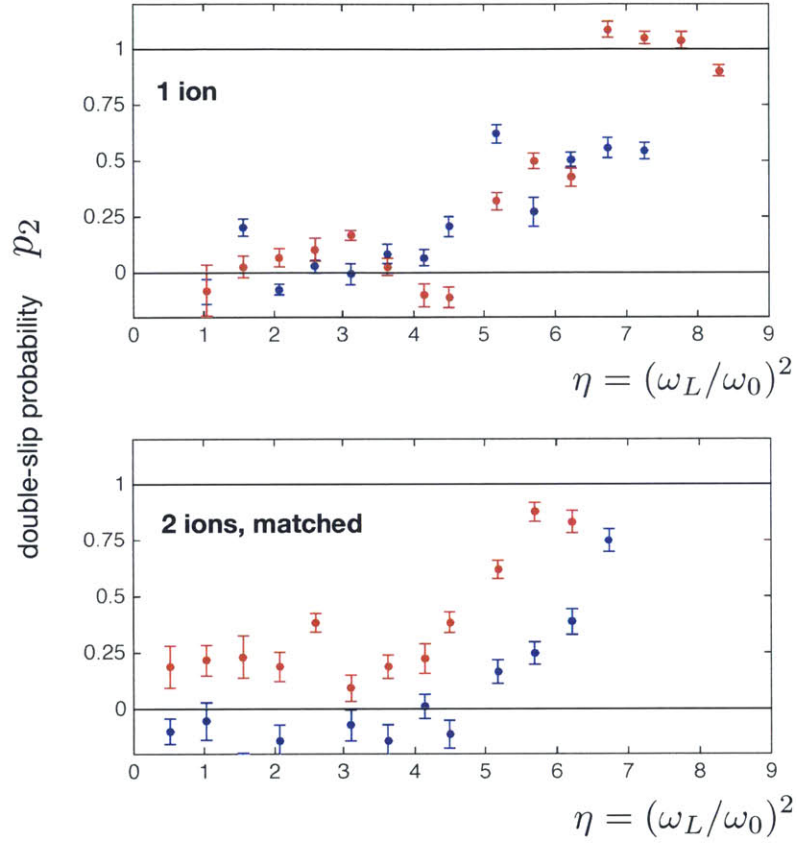 1
0.75
0.5
0.25
0
1 ion
0 1 2 3 4 5 6 7 8 9
η = (ω_L/ω_0)^2
double-slip probability p_2
1
0.75
0.5
0.25
0
2 ions, matched
0 1 2 3 4 5 6 7 8 9
η = (ω_L/ω_0)^2